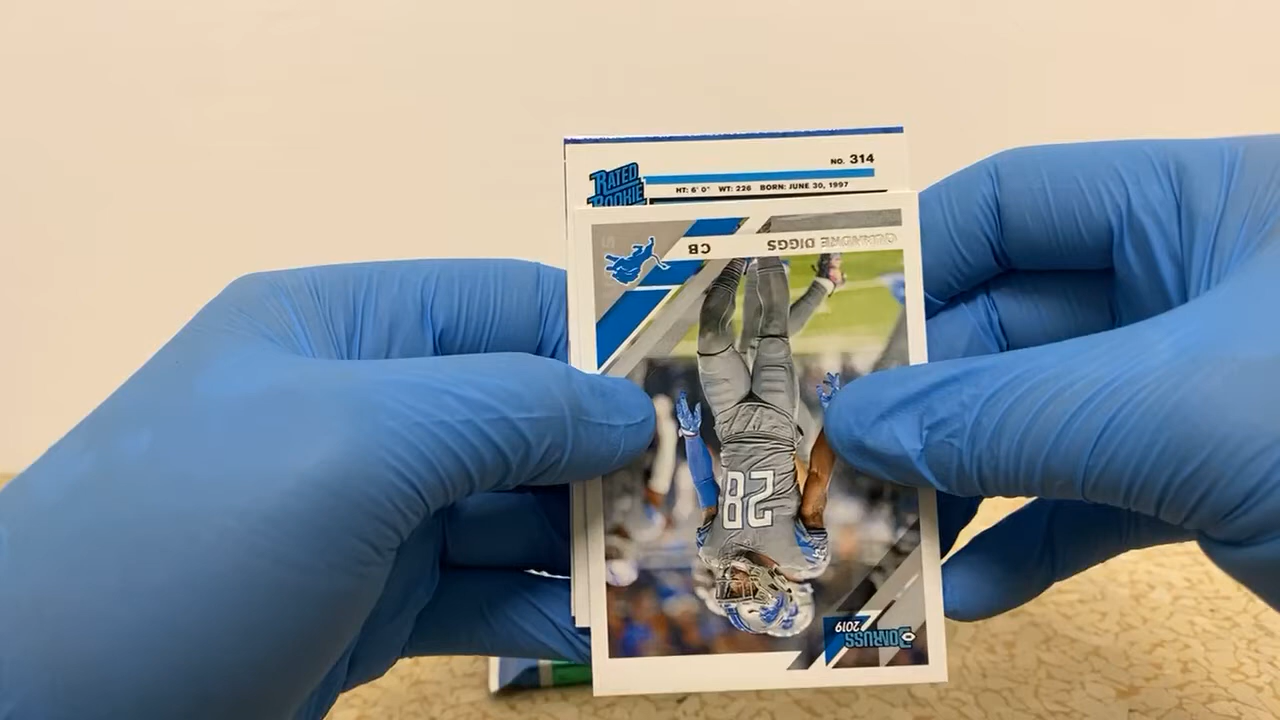 NO. 314
RATED
ROOKIE
HT: 6' 0" WT: 226 BORN: JUNE 30, 1997
QUANDRE DIGGS
CB
28
DONRUSS
2019